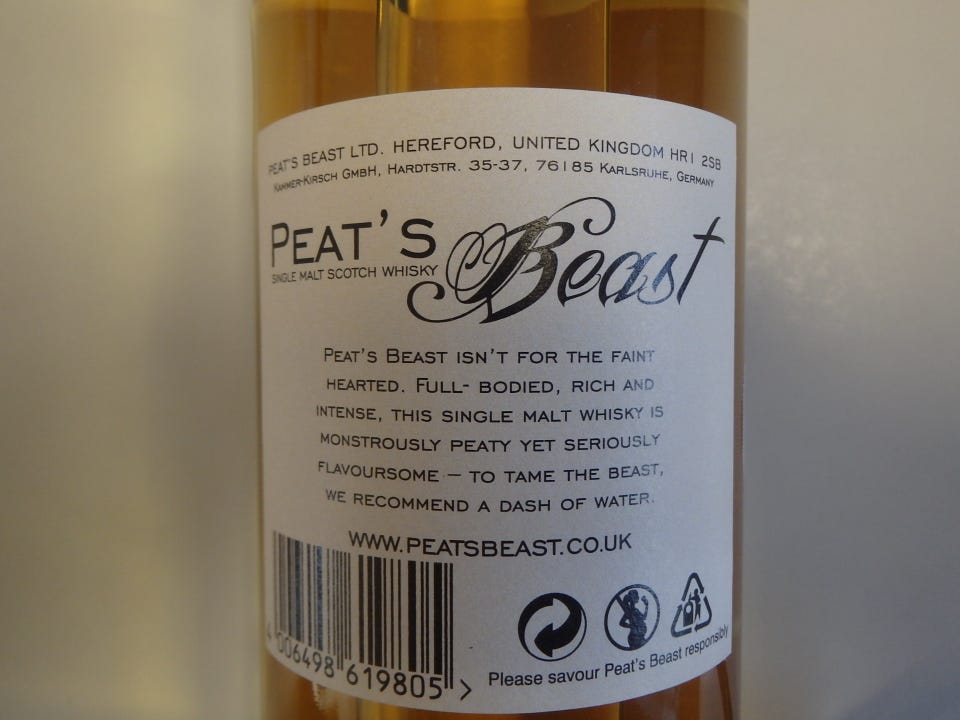 PEAT'S BEAST LTD. HEREFORD, UNITED KINGDOM HR1 2SB
KAMMER-KIRSCH GMBH, HARDTSTR. 35-37, 76185 KARLSRUHE, GERMANY
PEAT'S Beast
SINGLE MALT SCOTCH WHISKY
PEAT'S BEAST ISN'T FOR THE FAINT
HEARTED. FULL- BODIED, RICH AND
INTENSE, THIS SINGLE MALT WHISKY IS
MONSTROUSLY PEATY YET SERIOUSLY
FLAVOURSOME – TO TAME THE BEAST,
WE RECOMMEND A DASH OF WATER.
WWW.PEATSBEAST.CO.UK
4 006498 619805 >
Please savour Peat's Beast responsibly